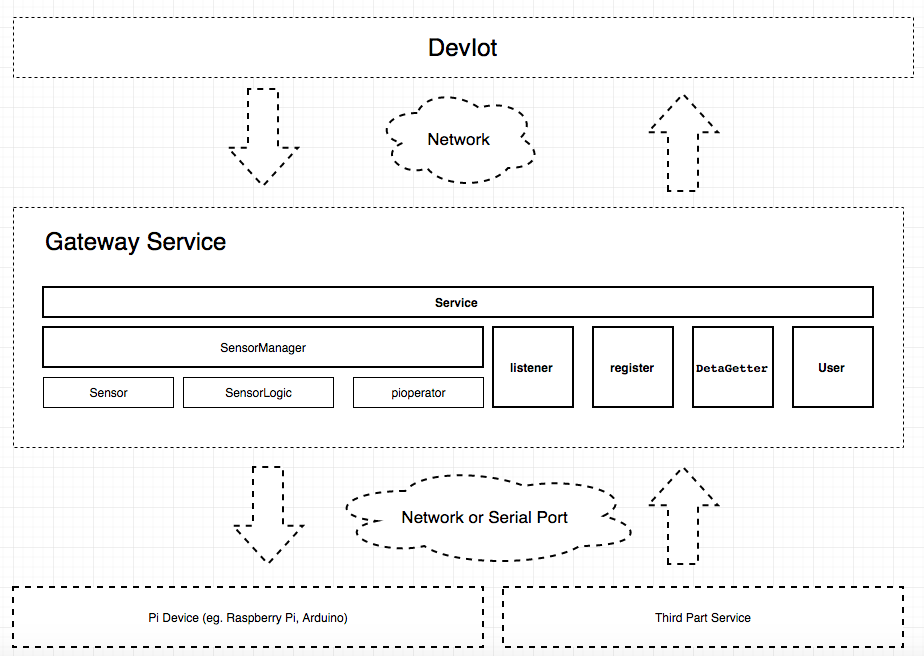 DevIot
Network
Gateway Service
Service
SensorManager
listener
register
DetaGetter
User
Sensor
SensorLogic
pioperator
Network or Serial Port
Pi Device (eg. Raspberry Pi, Arduino)
Third Part Service